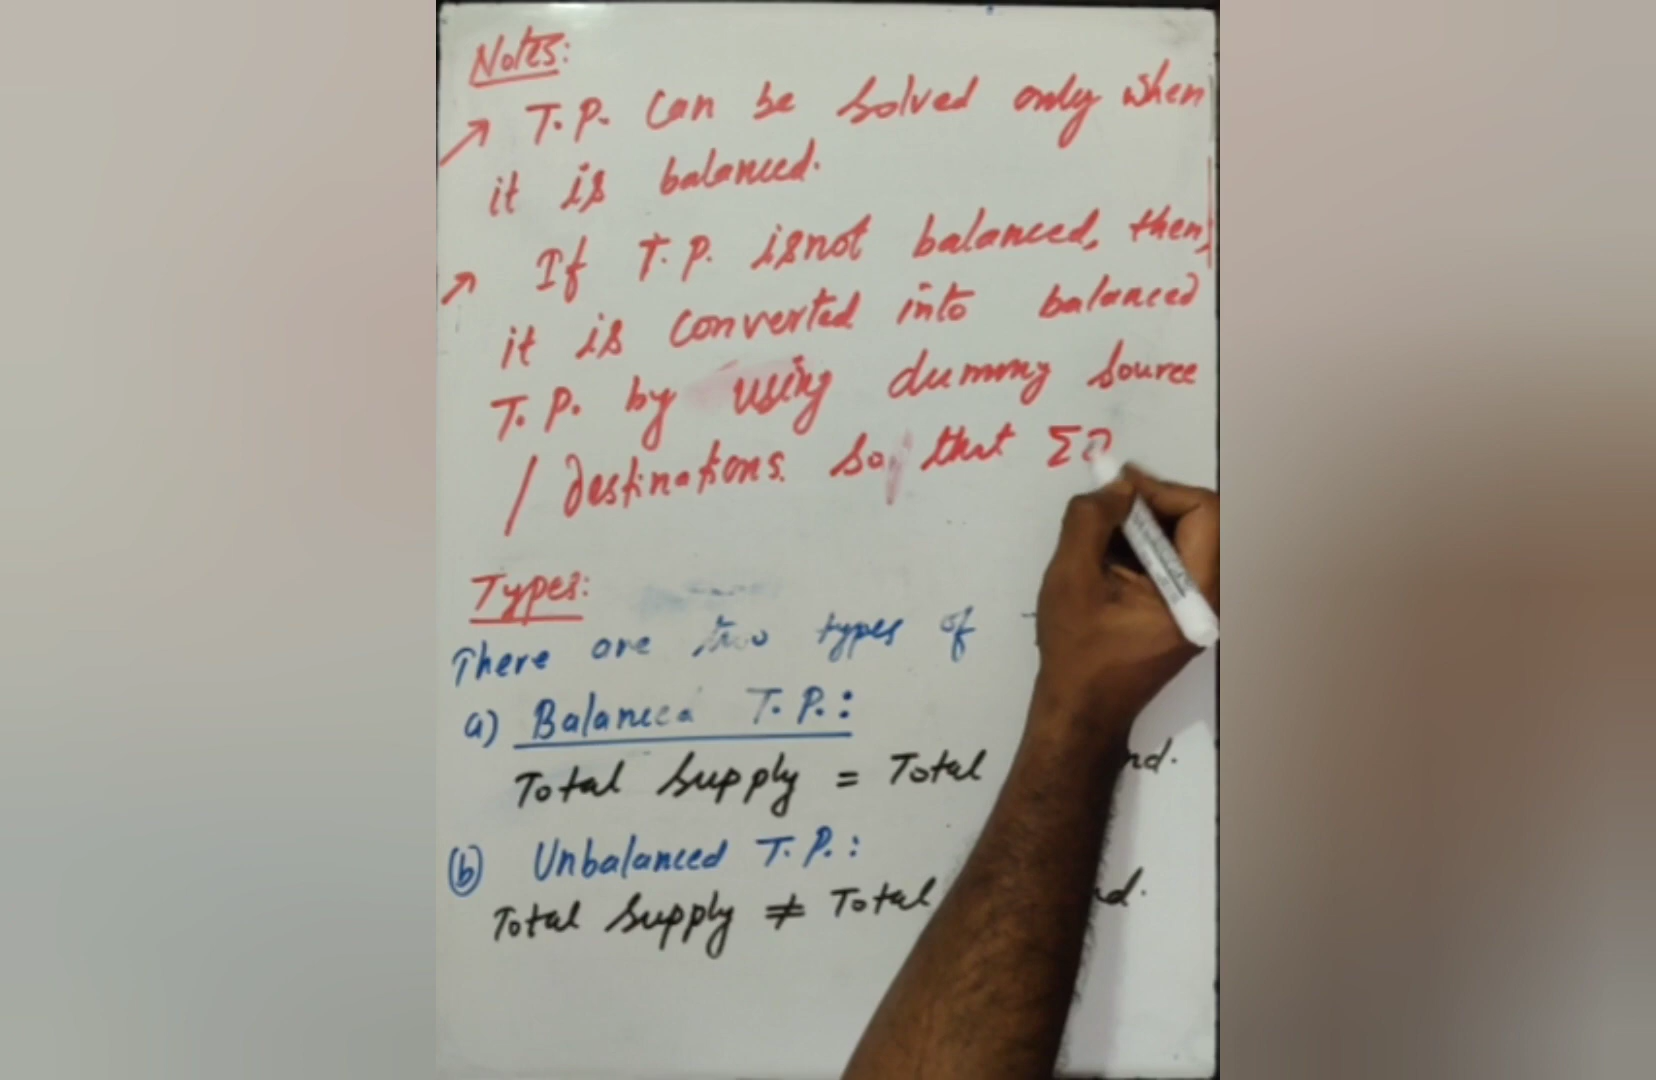 Notes:
→ T.P. Can be solved only when
it is balanced.
→ If T.P. is not balanced, then,
it is converted into balanced
T.P. by using dummy source
/ destinations. so that Σ
Types:
There are two types of
a) Balanced T.P.:
Total Supply = Total
(b) Unbalanced T.P.:
Total Supply ≠ Total